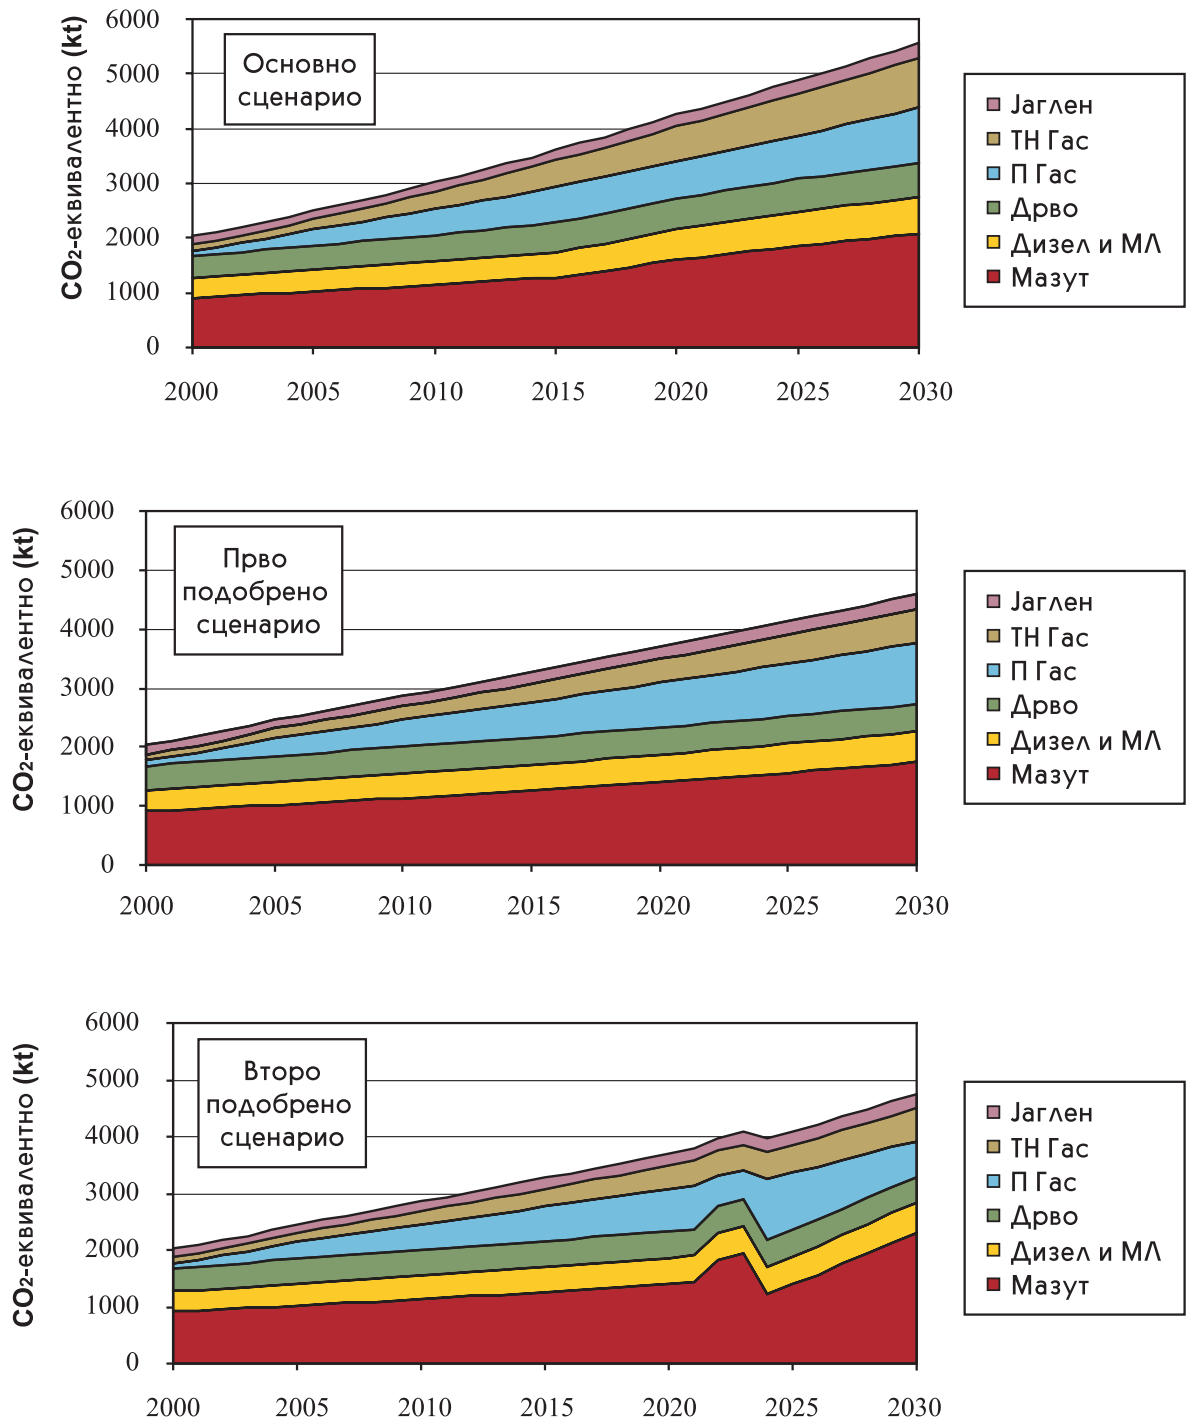 CO2-еквивалентно (kt)
6000
5000
4000
3000
2000
1000
0
Основно
сценарио
2000 2005 2010 2015 2020 2025 2030
Јаглен
ТН Гас
П Гас
Дрво
Дизел и МЛ
Мазут
CO2-еквивалентно (kt)
6000
5000
4000
3000
2000
1000
0
Прво
подобрено
сценарио
2000 2005 2010 2015 2020 2025 2030
Јаглен
ТН Гас
П Гас
Дрво
Дизел и МЛ
Мазут
CO2-еквивалентно (kt)
6000
5000
4000
3000
2000
1000
0
Второ
подобрено
сценарио
2000 2005 2010 2015 2020 2025 2030
Јаглен
ТН Гас
П Гас
Дрво
Дизел и МЛ
Мазут